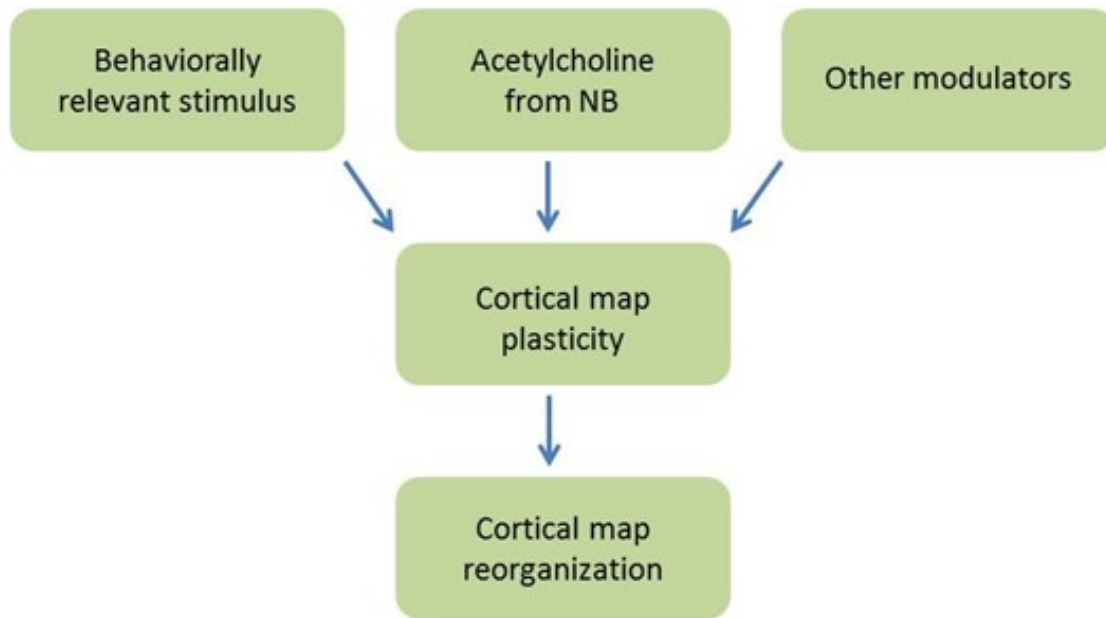 Behaviorally
relevant stimulus
Acetylcholine
from NB
Other modulators
Cortical map
plasticity
Cortical map
reorganization